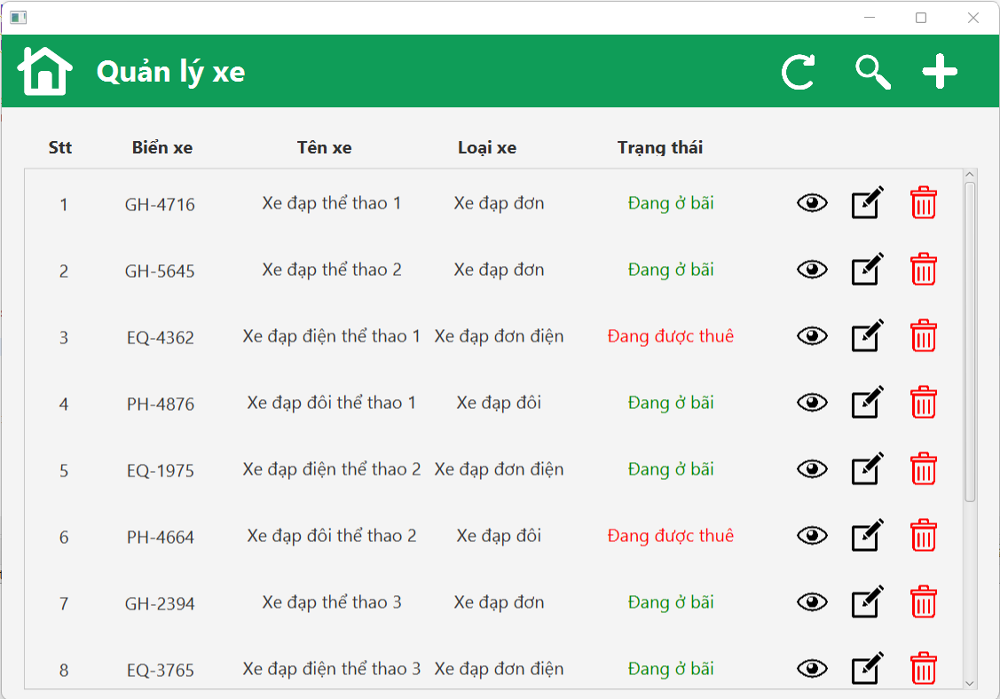 Quản lý xe
Stt Biển xe Tên xe Loại xe Trạng thái
1 GH-4716 Xe đạp thể thao 1 Xe đạp đơn Đang ở bãi
2 GH-5645 Xe đạp thể thao 2 Xe đạp đơn Đang ở bãi
3 EQ-4362 Xe đạp điện thể thao 1 Xe đạp đơn điện Đang được thuê
4 PH-4876 Xe đạp đôi thể thao 1 Xe đạp đôi Đang ở bãi
5 EQ-1975 Xe đạp điện thể thao 2 Xe đạp đơn điện Đang ở bãi
6 PH-4664 Xe đạp đôi thể thao 2 Xe đạp đôi Đang được thuê
7 GH-2394 Xe đạp thể thao 3 Xe đạp đơn Đang ở bãi
8 EQ-3765 Xe đạp điện thể thao 3 Xe đạp đơn điện Đang ở bãi